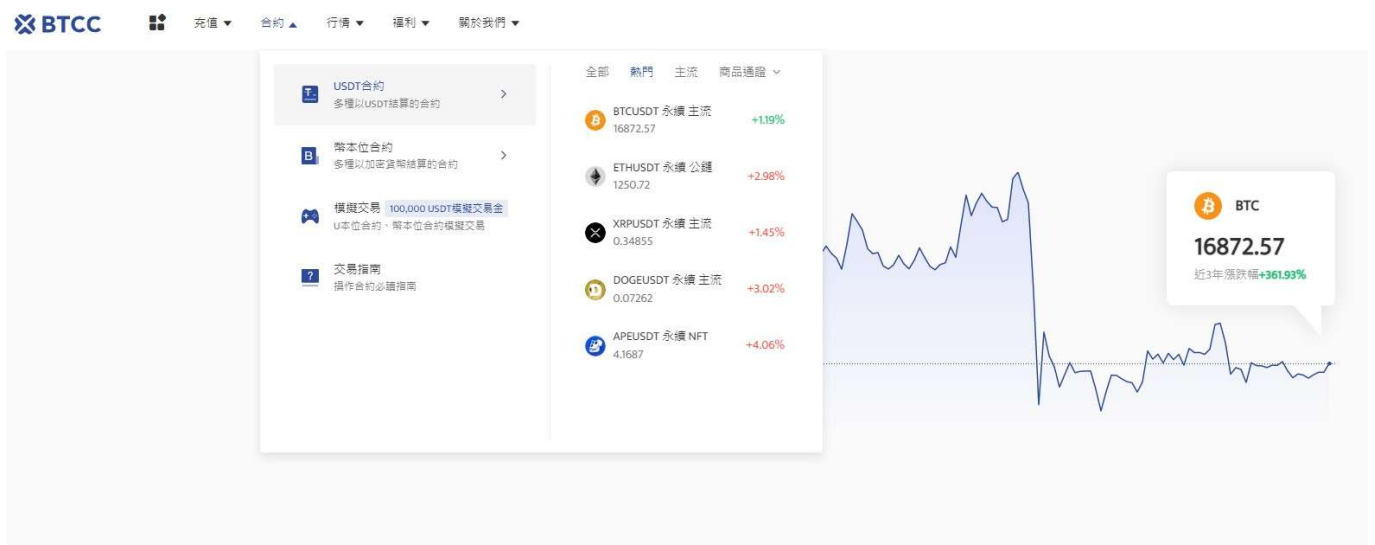 BTCC
充值 ▼ 合約 ▲ 行情 ▼ 福利 ▼ 關於我們 ▼
USDT合約
多種以USDT結算的合約
幣本位合約
多種以加密貨幣結算的合約
模擬交易 100,000 USDT模擬交易金
U本位合約、幣本位合約模擬交易
交易指南
操作合約必讀指南
全部 熱門 主流 商品通證
BTCUSDT 永續 主流
16872.57
+1.19%
ETHUSDT 永續 公鏈
1250.72
+2.98%
XRPUSDT 永續 主流
0.34855
+1.45%
DOGEUSDT 永續 主流
0.07262
+3.02%
APEUSDT 永續 NFT
4.1687
+4.06%
BTC
16872.57
近3年漲跌幅+361.93%